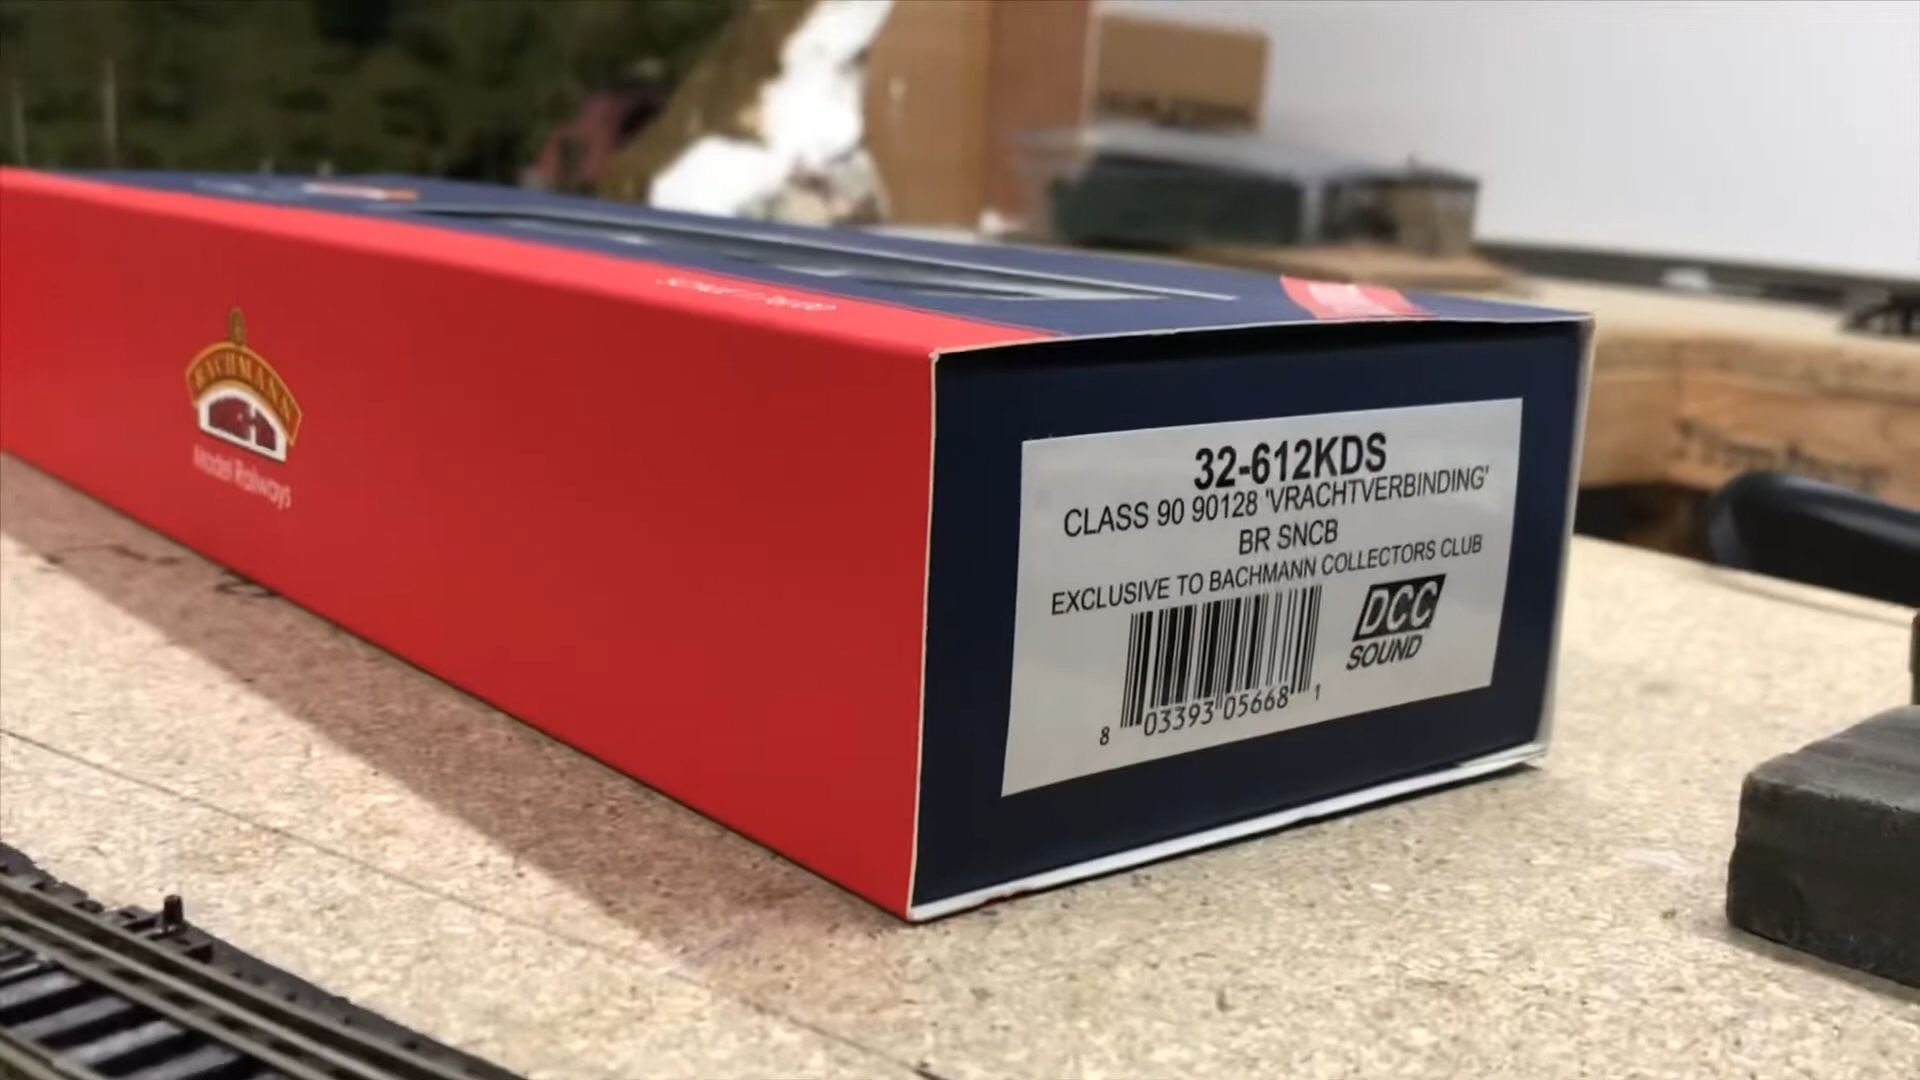 BACHMANN
Model Railways
32-612KDS
CLASS 90 90128 'VRACHTVERBINDING'
BR SNCB
EXCLUSIVE TO BACHMANN COLLECTORS CLUB
DCC
SOUND
8 03393 05668 1